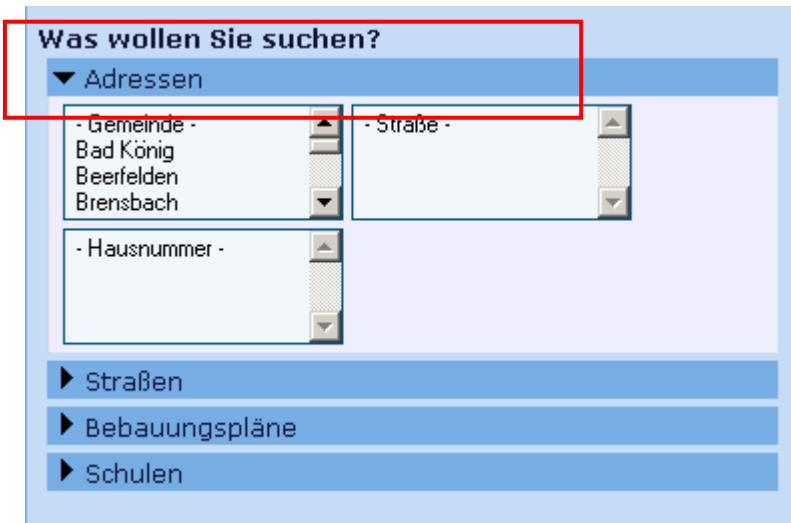 Was wollen Sie suchen?
Adressen
- Gemeinde -
Bad König
Beerfelden
Brensbach
- Straße -
- Hausnummer -
Straßen
Bebauungspläne
Schulen